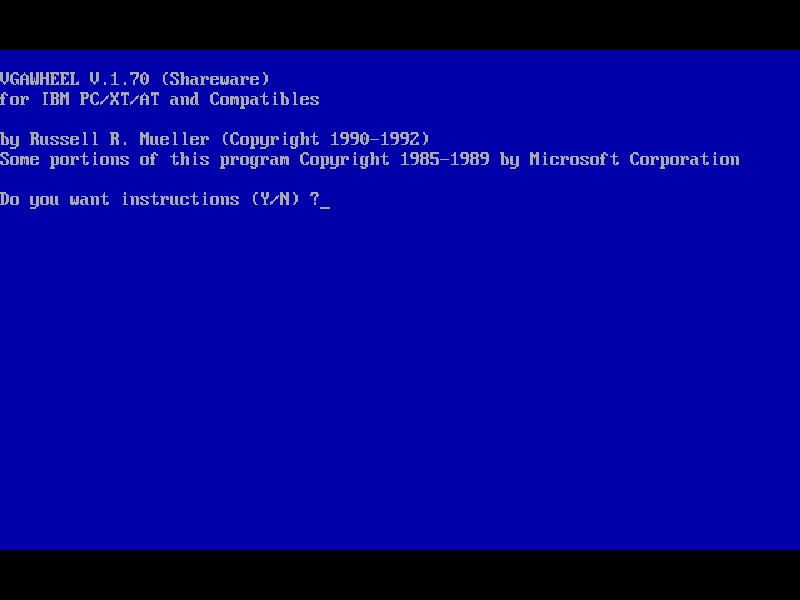 VGAWHEEL V.1.70 (Shareware)
for IBM PC/XT/AT and Compatibles
by Russell R. Mueller (Copyright 1990-1992)
Some portions of this program Copyright 1985-1989 by Microsoft Corporation
Do you want instructions (Y/N) ?_